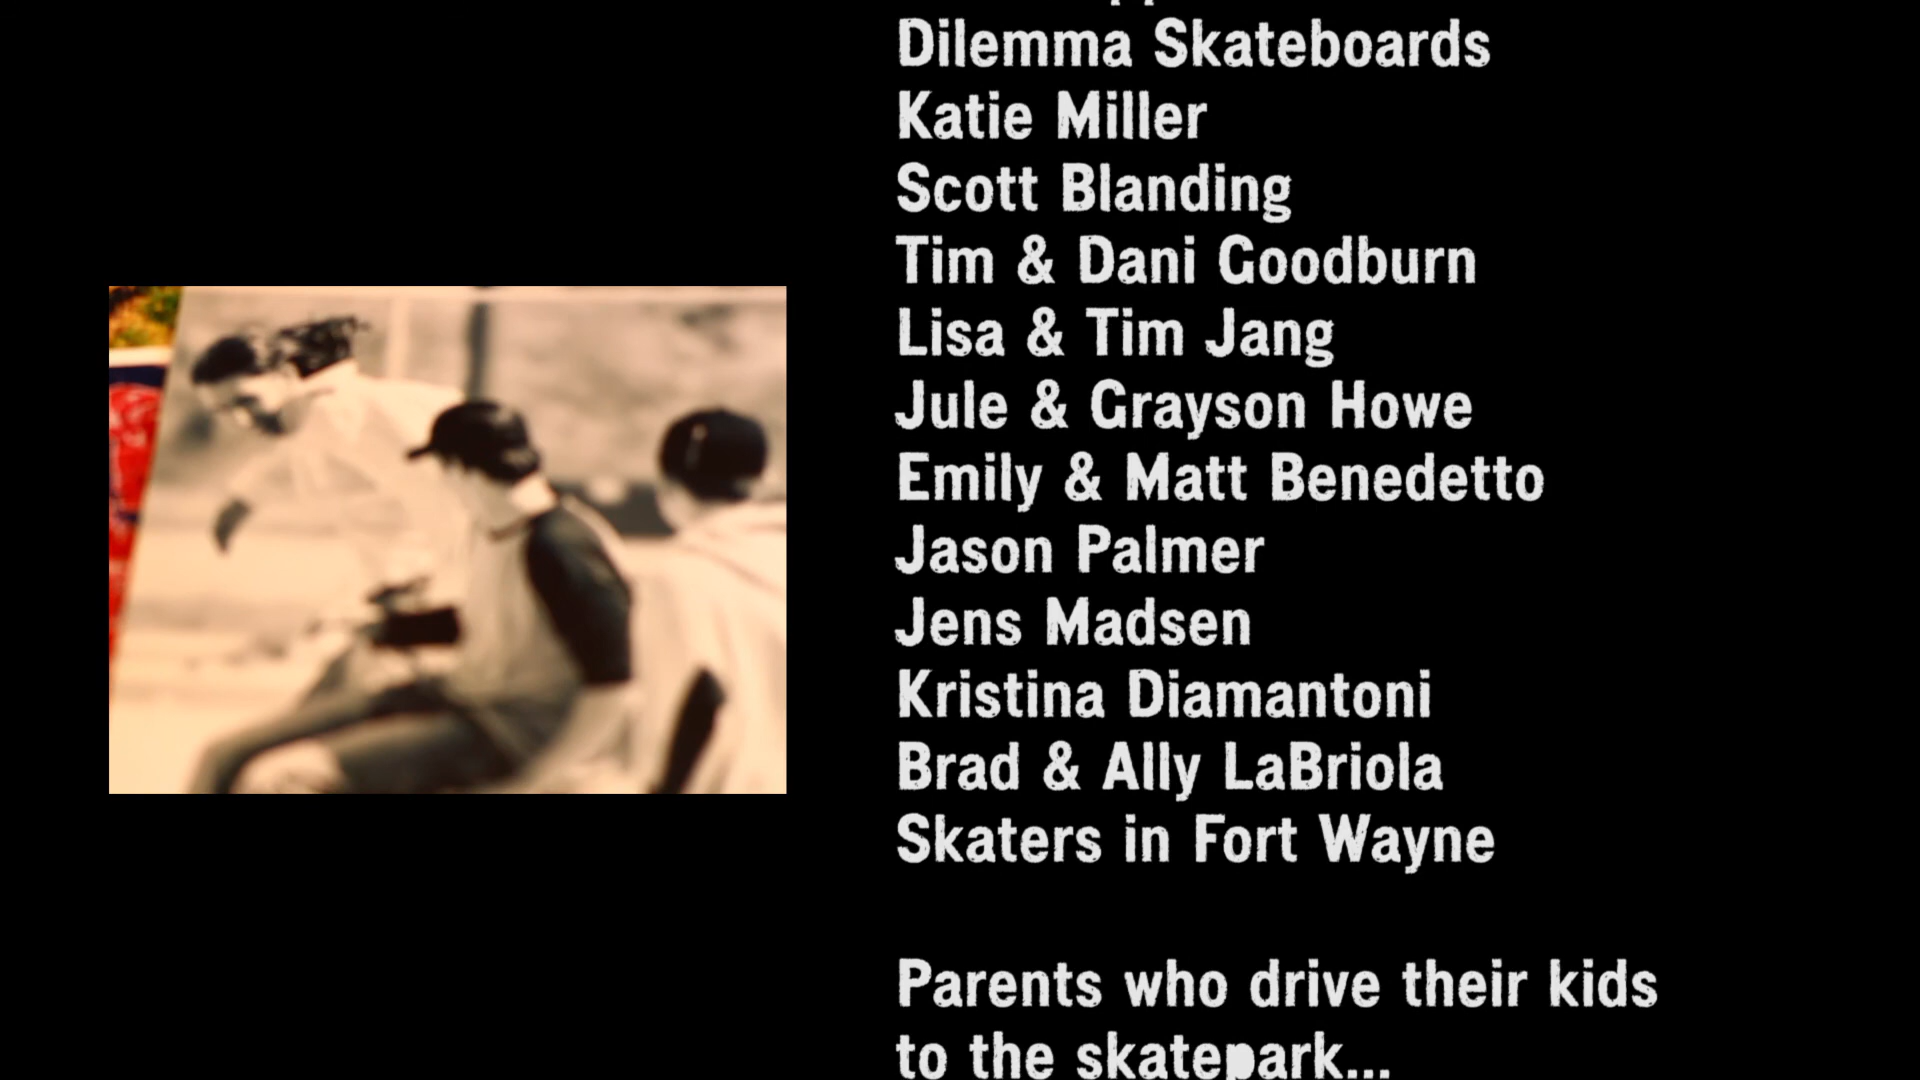 Dilemma Skateboards
Katie Miller
Scott Blanding
Tim & Dani Goodburn
Lisa & Tim Jang
Jule & Grayson Howe
Emily & Matt Benedetto
Jason Palmer
Jens Madsen
Kristina Diamantoni
Brad & Ally LaBriola
Skaters in Fort Wayne
Parents who drive their kids
to the skatepark...